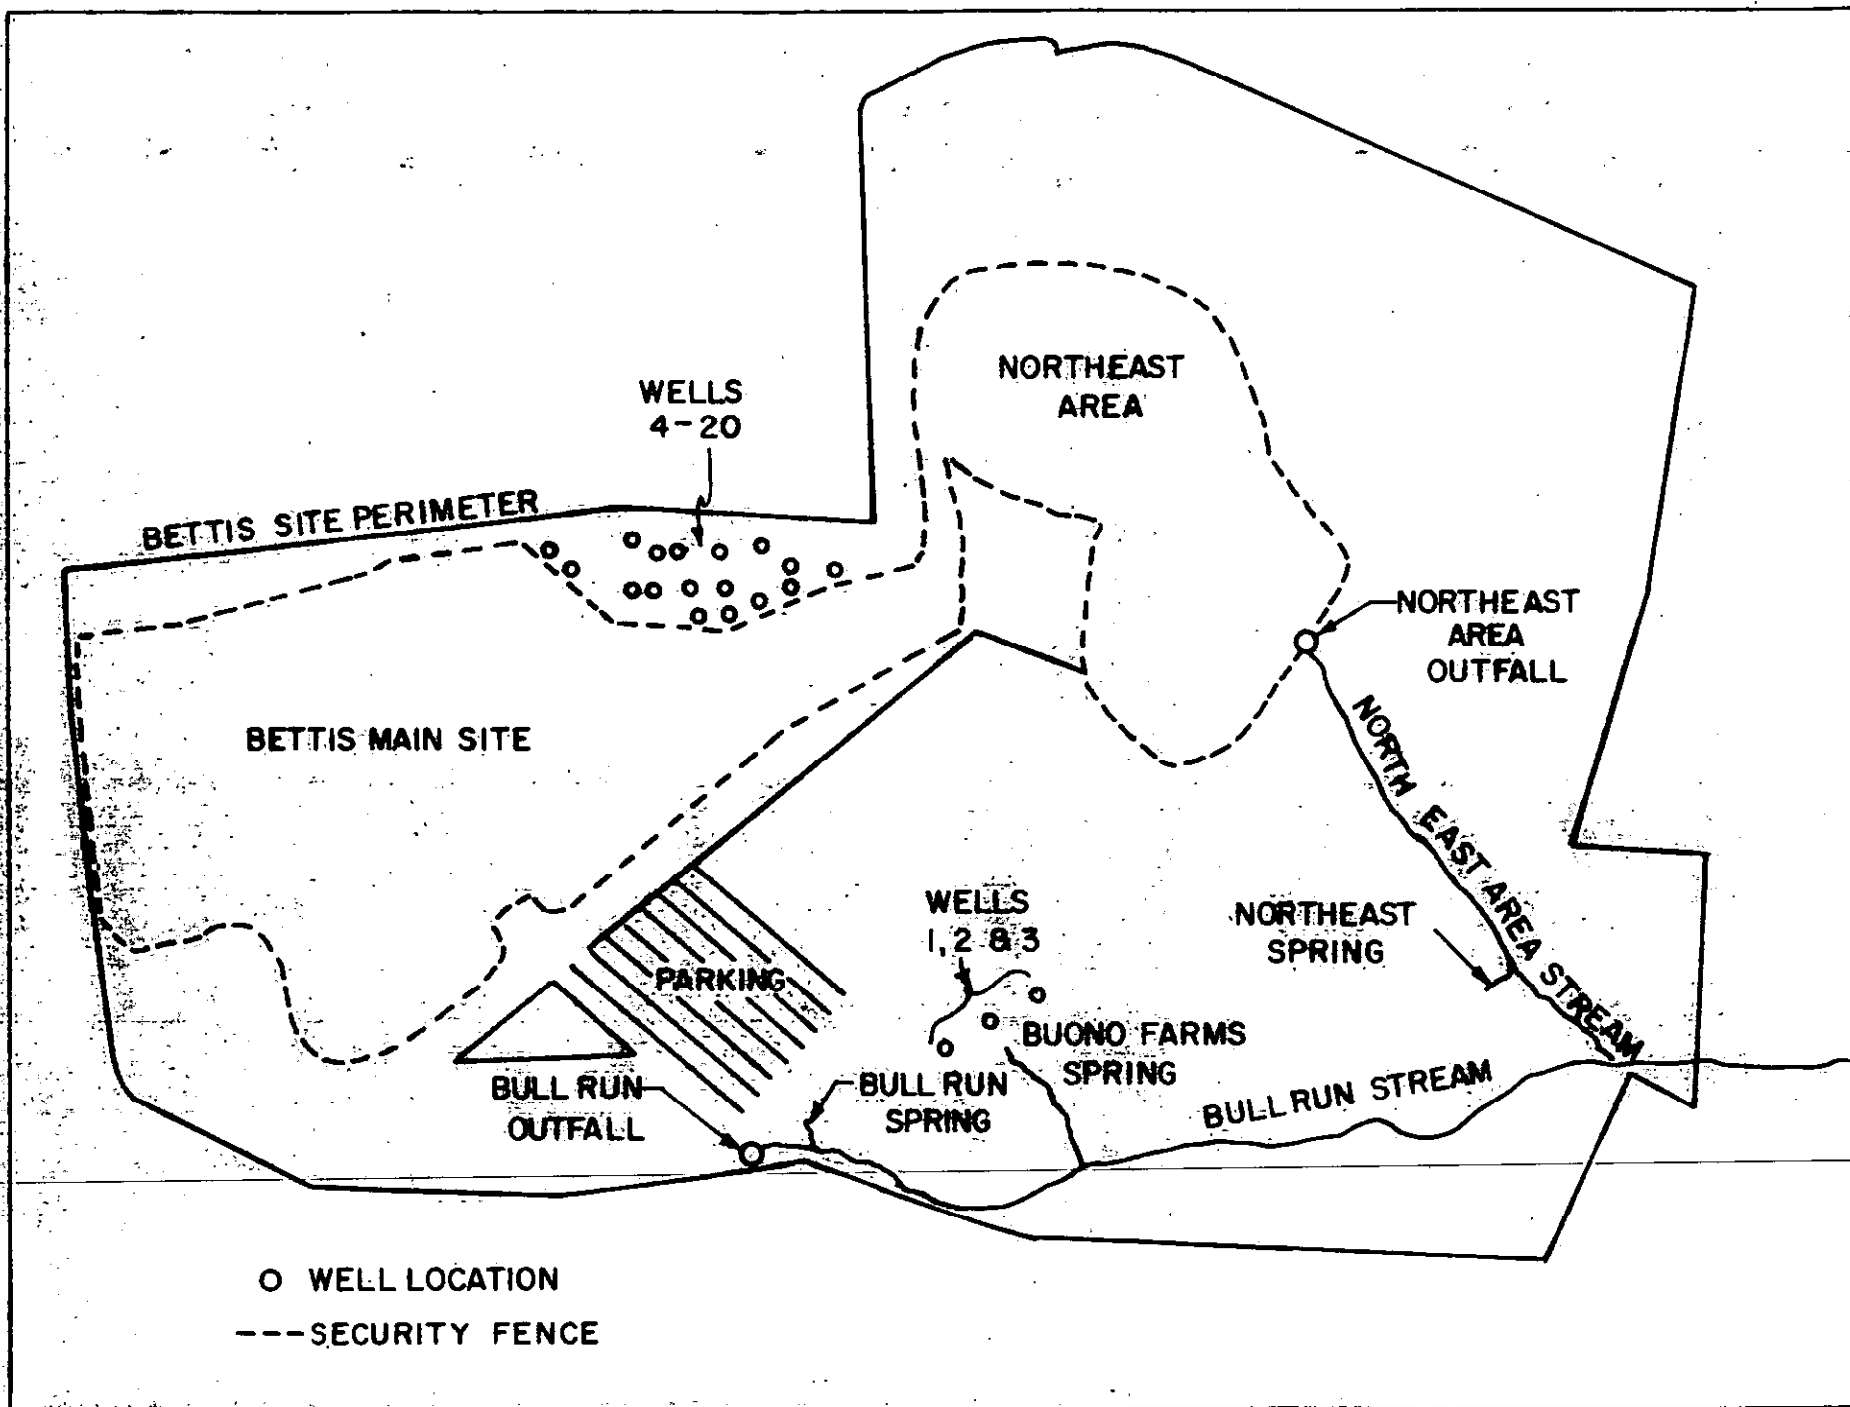 NORTHEAST
AREA
WELLS
4-20
BETTIS SITE PERIMETER
NORTHEAST
AREA
OUTFALL
BETTIS MAIN SITE
NORTH EAST AREA STREAM
WELLS
1, 2 & 3
NORTHEAST
SPRING
PARKING
BUONO FARMS
SPRING
BULL RUN
OUTFALL
BULL RUN
SPRING
BULL RUN STREAM
WELL LOCATION
---SECURITY FENCE